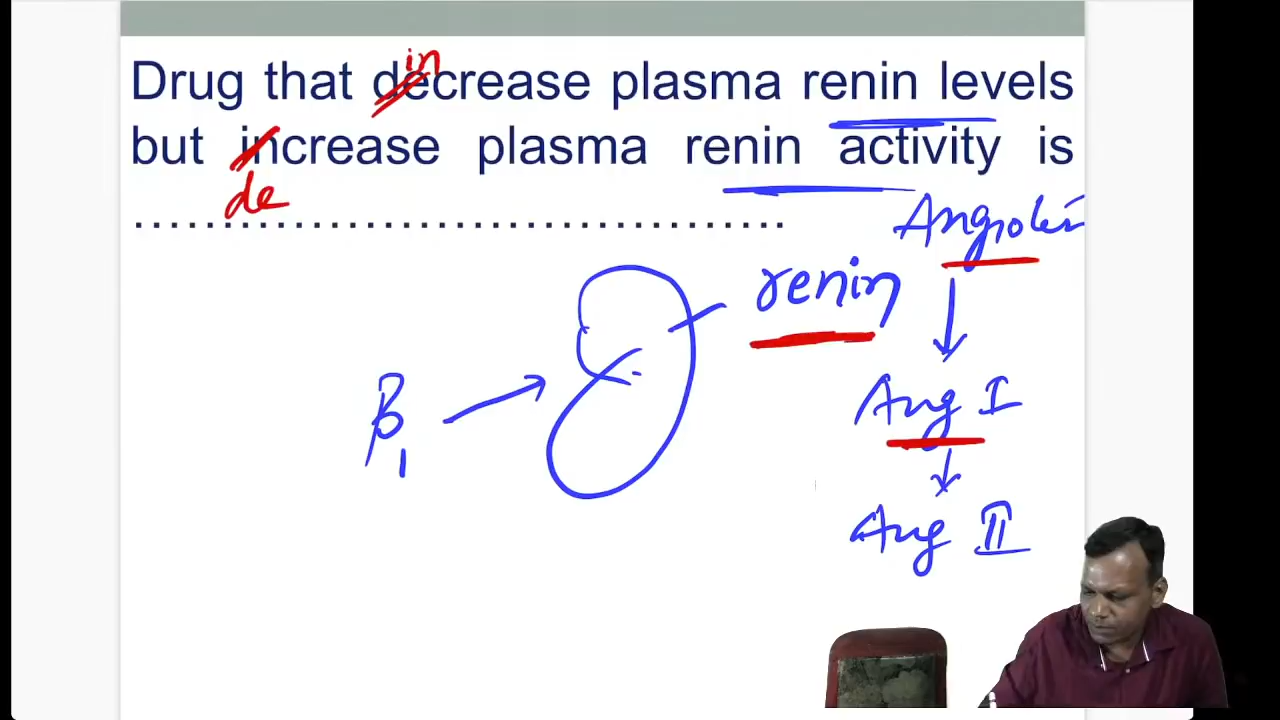 in
Drug that decrease plasma renin levels
but increase plasma renin activity is
de
.......................................
Angioten
renin
Ang I
β1
Ang II